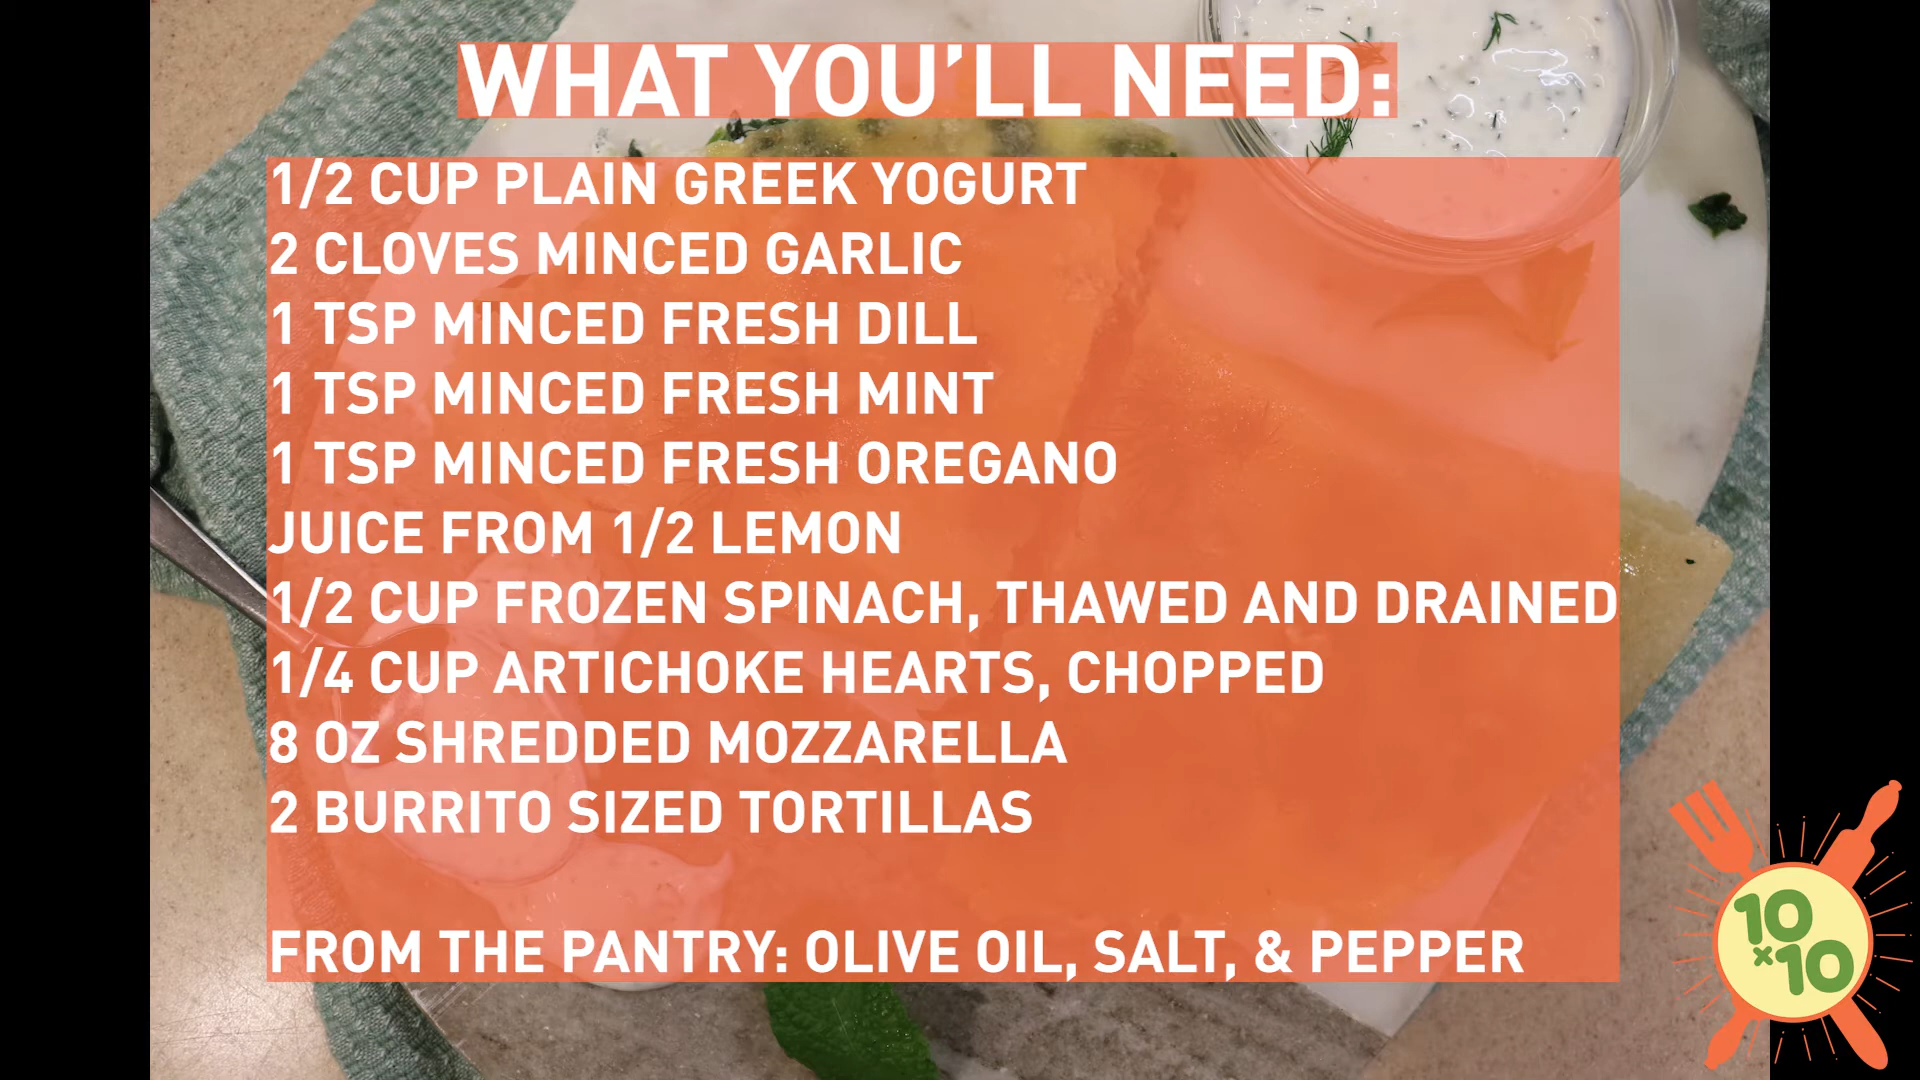 WHAT YOU’LL NEED:
1/2 CUP PLAIN GREEK YOGURT
2 CLOVES MINCED GARLIC
1 TSP MINCED FRESH DILL
1 TSP MINCED FRESH MINT
1 TSP MINCED FRESH OREGANO
JUICE FROM 1/2 LEMON
1/2 CUP FROZEN SPINACH, THAWED AND DRAINED
1/4 CUP ARTICHOKE HEARTS, CHOPPED
8 OZ SHREDDED MOZZARELLA
2 BURRITO SIZED TORTILLAS
FROM THE PANTRY: OLIVE OIL, SALT, & PEPPER
10
×10